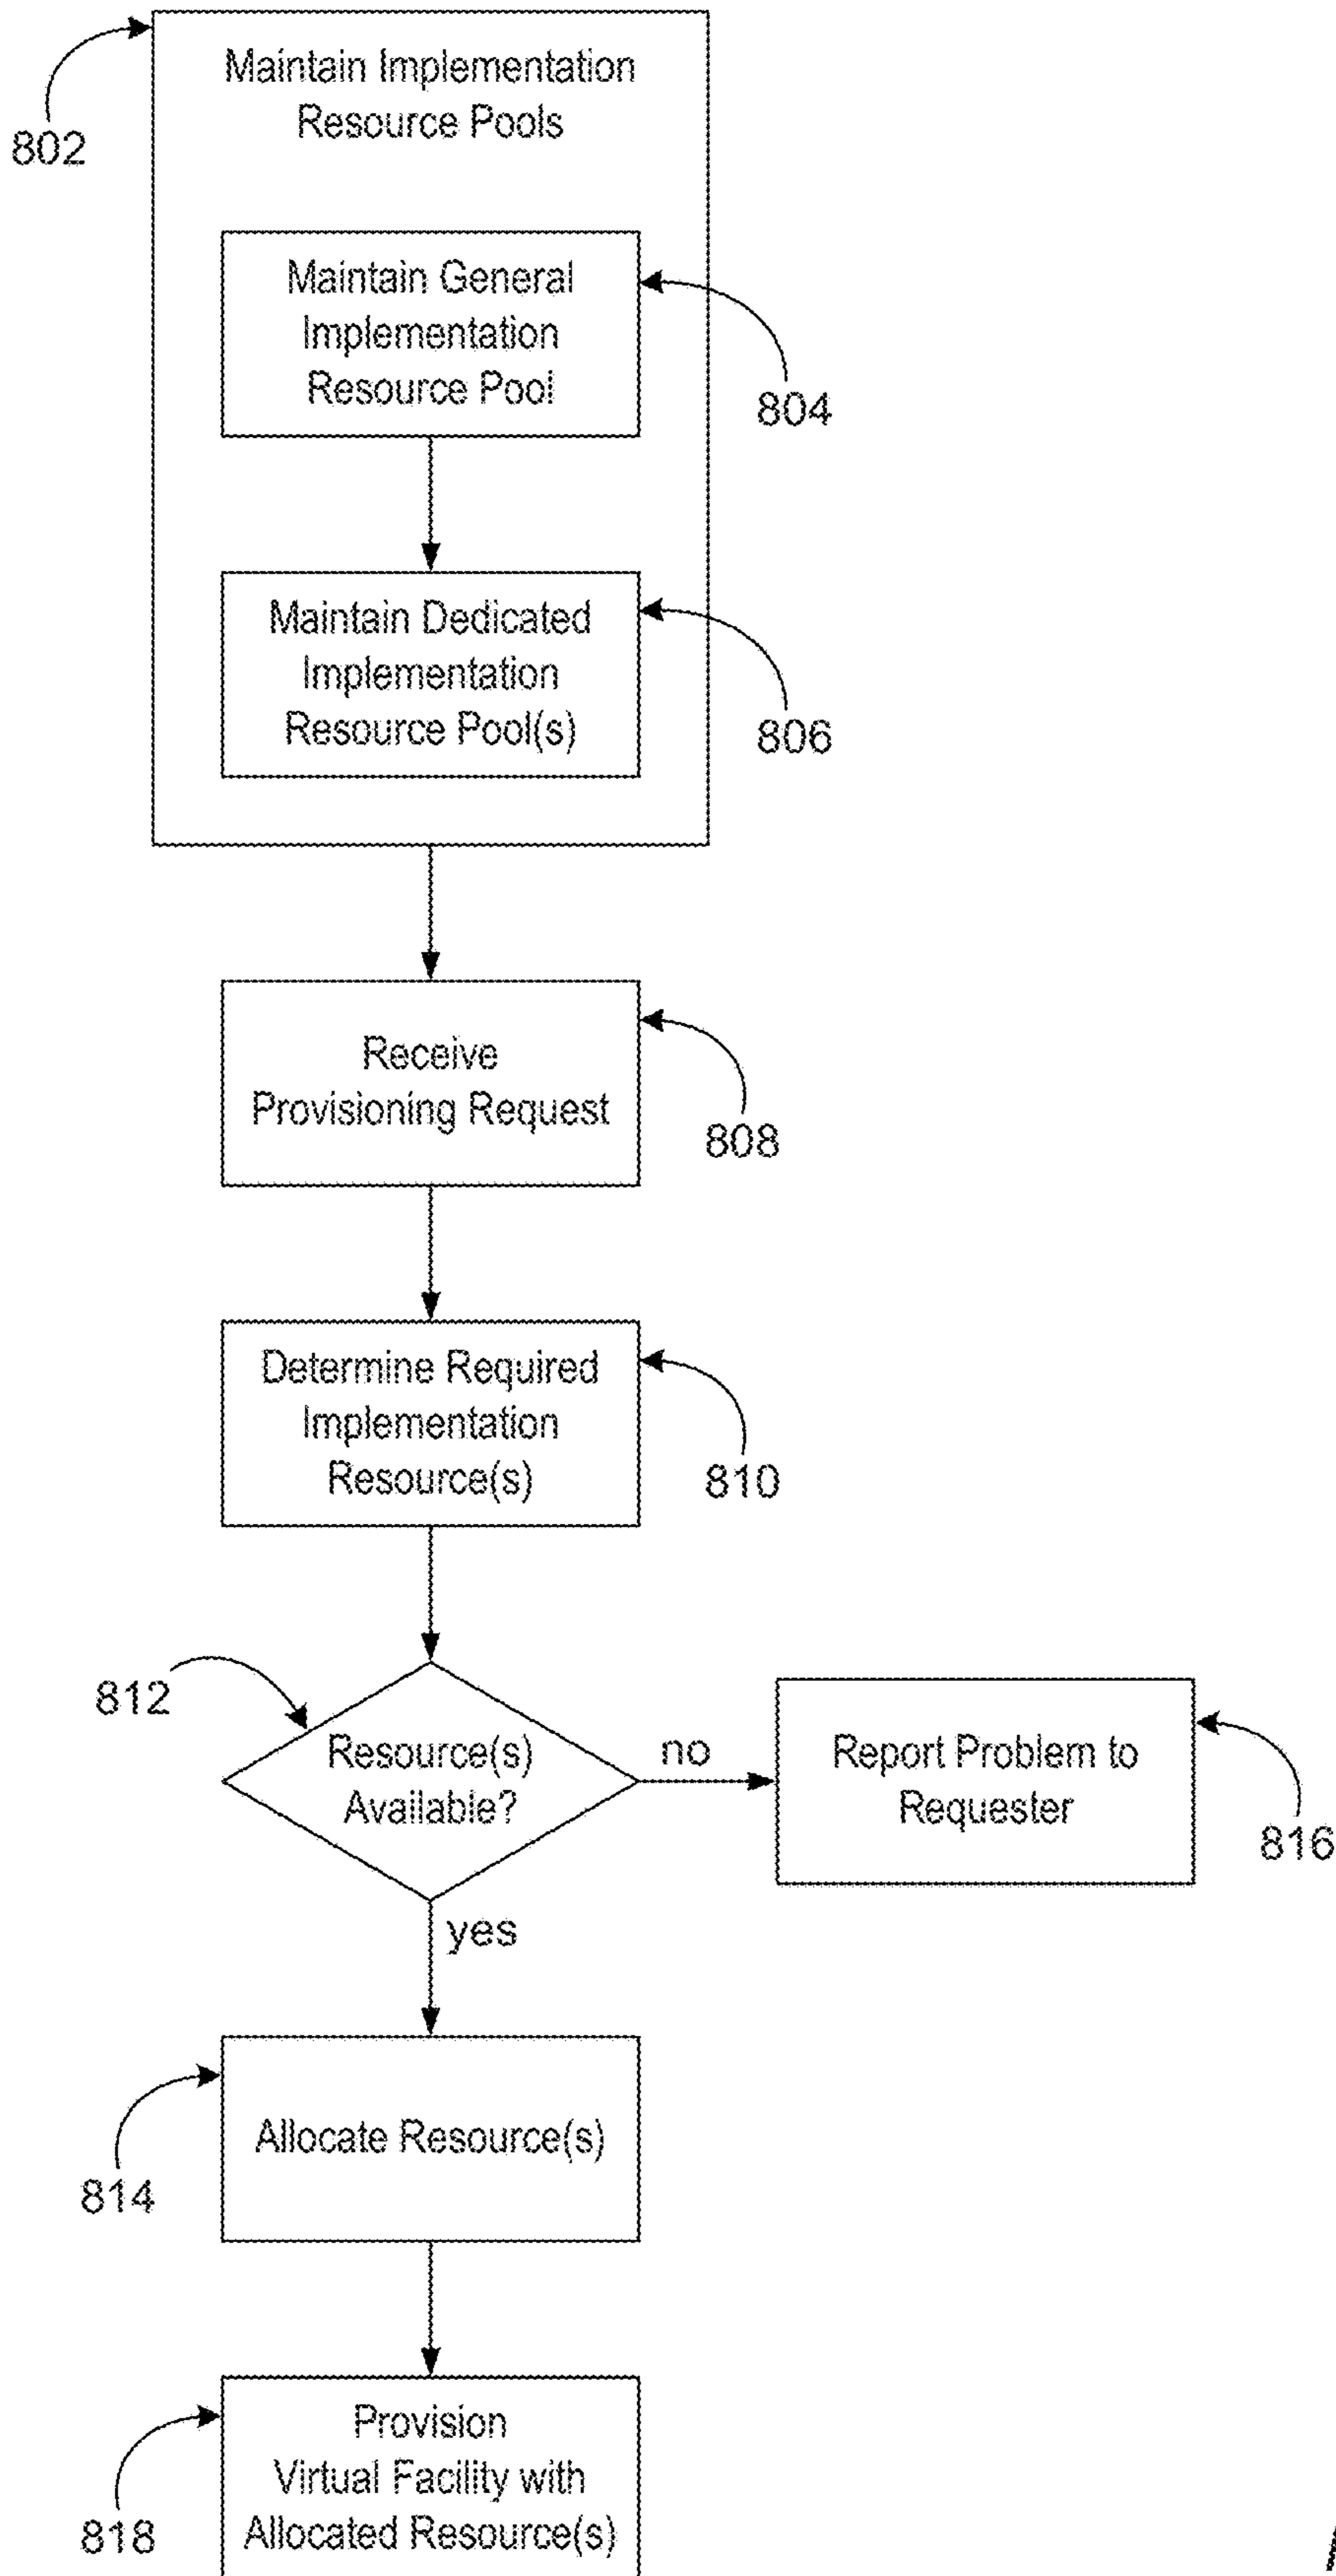 Maintain Implementation
Resource Pools
802
Maintain General
Implementation
Resource Pool
804
Maintain Dedicated
Implementation
Resource Pool(s)
806
Receive
Provisioning Request
808
Determine Required
Implementation
Resource(s)
810
812
Resource(s)
Available?
no
Report Problem to
Requester
816
yes
Allocate Resource(s)
814
Provision
Virtual Facility with
Allocated Resource(s)
818